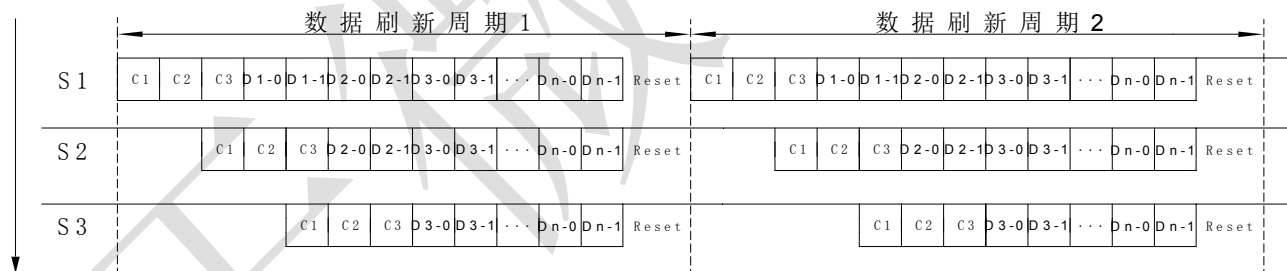 数据刷新周期1 数据刷新周期2
S1 C1 C2 C3 D1-0 D1-1 D2-0 D2-1 D3-0 D3-1 ··· Dn-0 Dn-1 Reset C1 C2 C3 D1-0 D1-1 D2-0 D2-1 D3-0 D3-1 ··· Dn-0 Dn-1 Reset
S2 C1 C2 C3 D2-0 D2-1 D3-0 D3-1 ··· Dn-0 Dn-1 Reset C1 C2 C3 D2-0 D2-1 D3-0 D3-1 ··· Dn-0 Dn-1 Reset
S3 C1 C2 C3 D3-0 D3-1 ··· Dn-0 Dn-1 Reset C1 C2 C3 D3-0 D3-1 ··· Dn-0 Dn-1 Reset